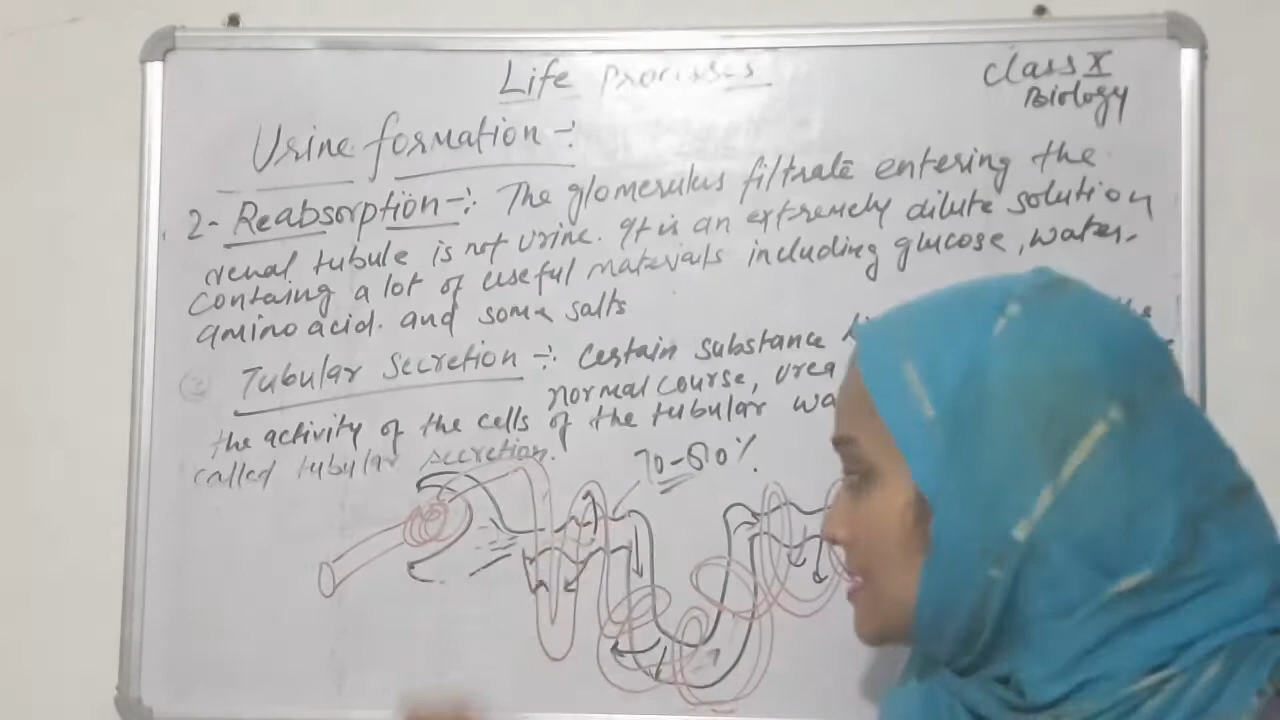 Life Processes
Class X
Biology
Urine formation -:
2- Reabsorption -: The glomerulus filtrate entering the
renal tubule is not urine. It is an extremely dilute solution
containg a lot of useful materials including glucose, water,
amino acid. and some salts
3 Tubular Secretion -: Certain substance
normal course, urea
the activity of the cells of the tubular wa
called tubular secretion.
70-80%